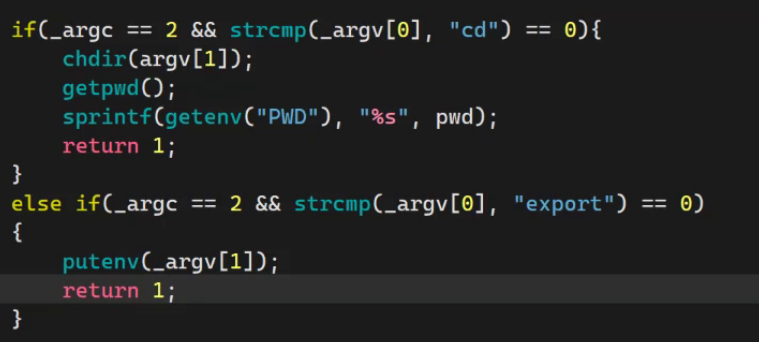 if(_argc == 2 && strcmp(_argv[0], "cd") == 0){
    chdir(argv[1]);
    getpwd();
    sprintf(getenv("PWD"), "%s", pwd);
    return 1;
}
else if(_argc == 2 && strcmp(_argv[0], "export") == 0)
{
    putenv(_argv[1]);
    return 1;
}